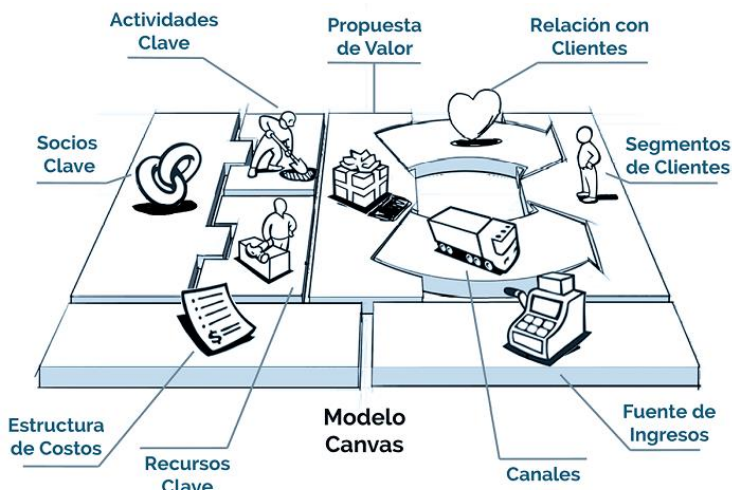 Actividades
Clave
Propuesta
de Valor
Relación con
Clientes
Socios
Clave
Segmentos
de Clientes
$
Estructura
de Costos
Recursos
Clave
Modelo
Canvas
Canales
Fuente de
Ingresos